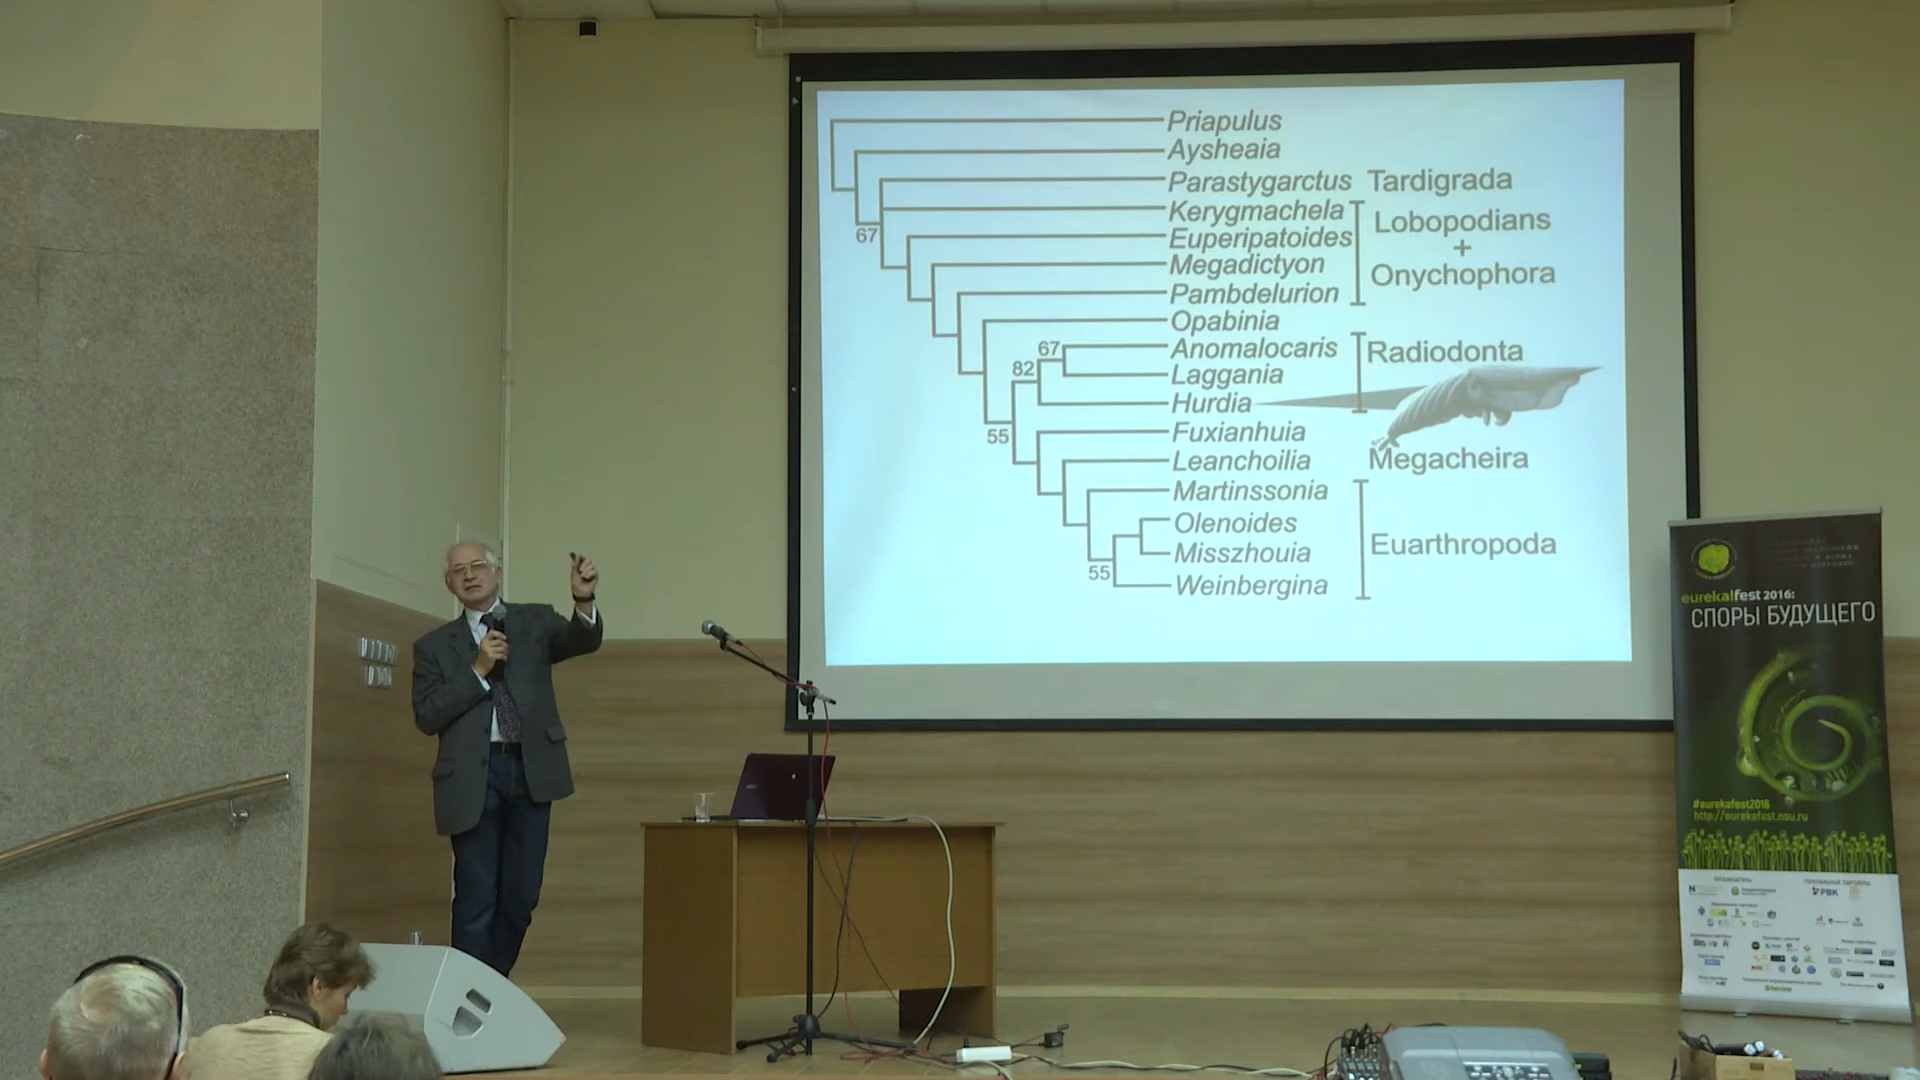 Priapulus
Aysheaia
Parastygarctus Tardigrada
67
Kerygmachela
Euperipatoides
Megadictyon
Pambdelurion
Lobopodians
+
Onychophora
Opabinia
67
Anomalocaris
82
Laggania
Hurdia
Radiodonta
55
Fuxianhuia
Leanchoilia
Megacheira
Martinssonia
Olenoides
Misszhouia
55
Weinbergina
Euarthropoda
eureka!fest 2016:
СПОРЫ БУДУЩЕГО
#eurekafest2016
http://eurekafest.nsu.ru
РВК